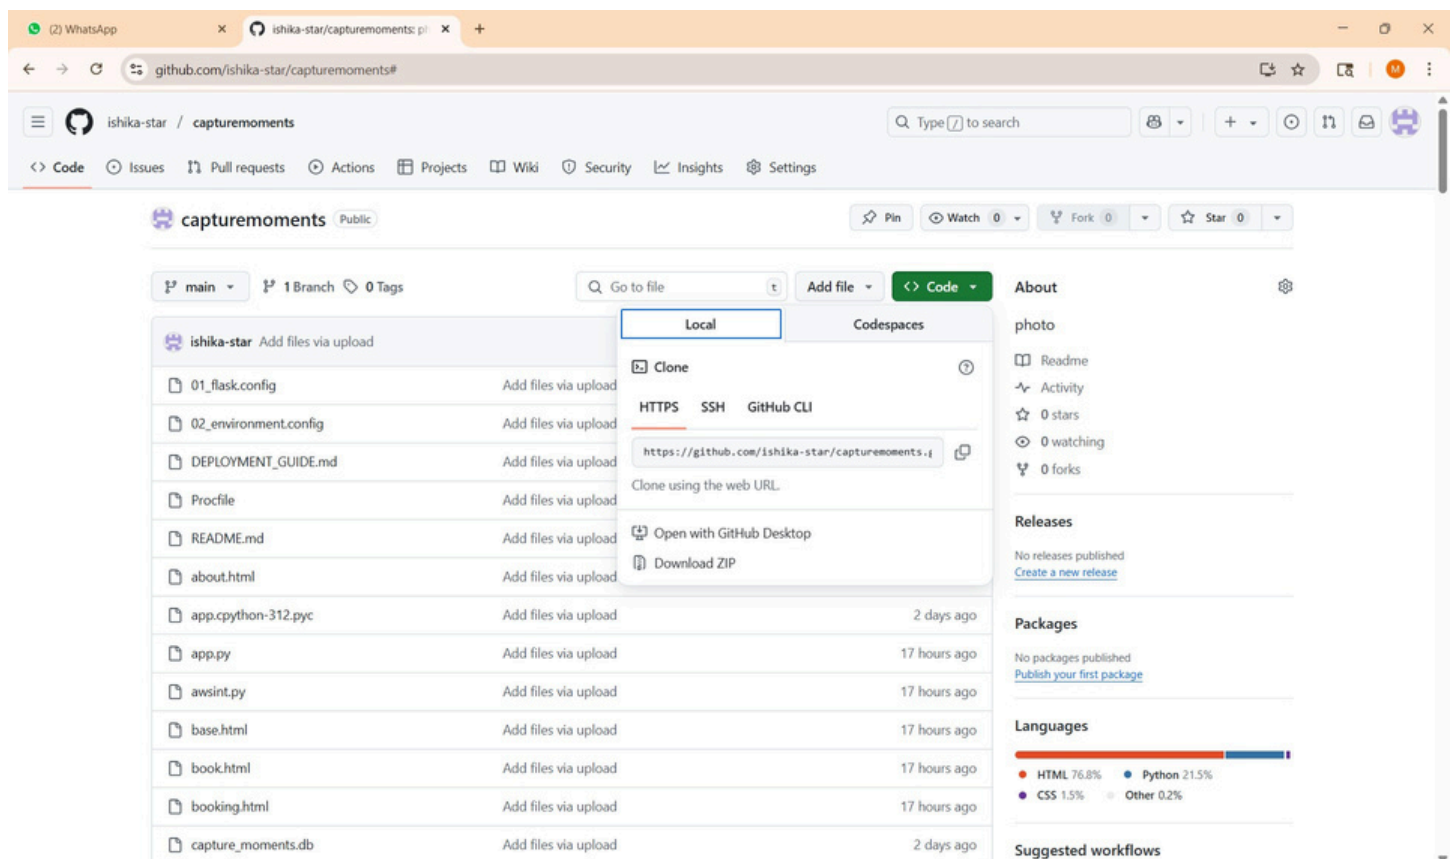 (2) WhatsApp
ishika-star/capturemoments: ph
github.com/ishika-star/capturemoments#
M
ishika-star / capturemoments
Type / to search
Code Issues Pull requests Actions Projects Wiki Security Insights Settings
capturemoments Public
Pin Watch 0 Fork 0 Star 0
main 1 Branch 0 Tags
Go to file t Add file Code
Local Codespaces
Clone
HTTPS SSH GitHub CLI
https://github.com/ishika-star/capturemoments.g
Clone using the web URL.
Open with GitHub Desktop
Download ZIP
ishika-star Add files via upload
01_flask.config Add files via upload
02_environment.config Add files via upload
DEPLOYMENT_GUIDE.md Add files via upload
Procfile Add files via upload
README.md Add files via upload
about.html Add files via upload
app.cpython-312.pyc Add files via upload 2 days ago
app.py Add files via upload 17 hours ago
awsint.py Add files via upload 17 hours ago
base.html Add files via upload 17 hours ago
book.html Add files via upload 17 hours ago
booking.html Add files via upload 17 hours ago
capture_moments.db Add files via upload 2 days ago
About
photo
Readme
Activity
0 stars
0 watching
0 forks
Releases
No releases published
Create a new release
Packages
No packages published
Publish your first package
Languages
HTML 76.8% Python 21.5%
CSS 1.5% Other 0.2%
Suggested workflows